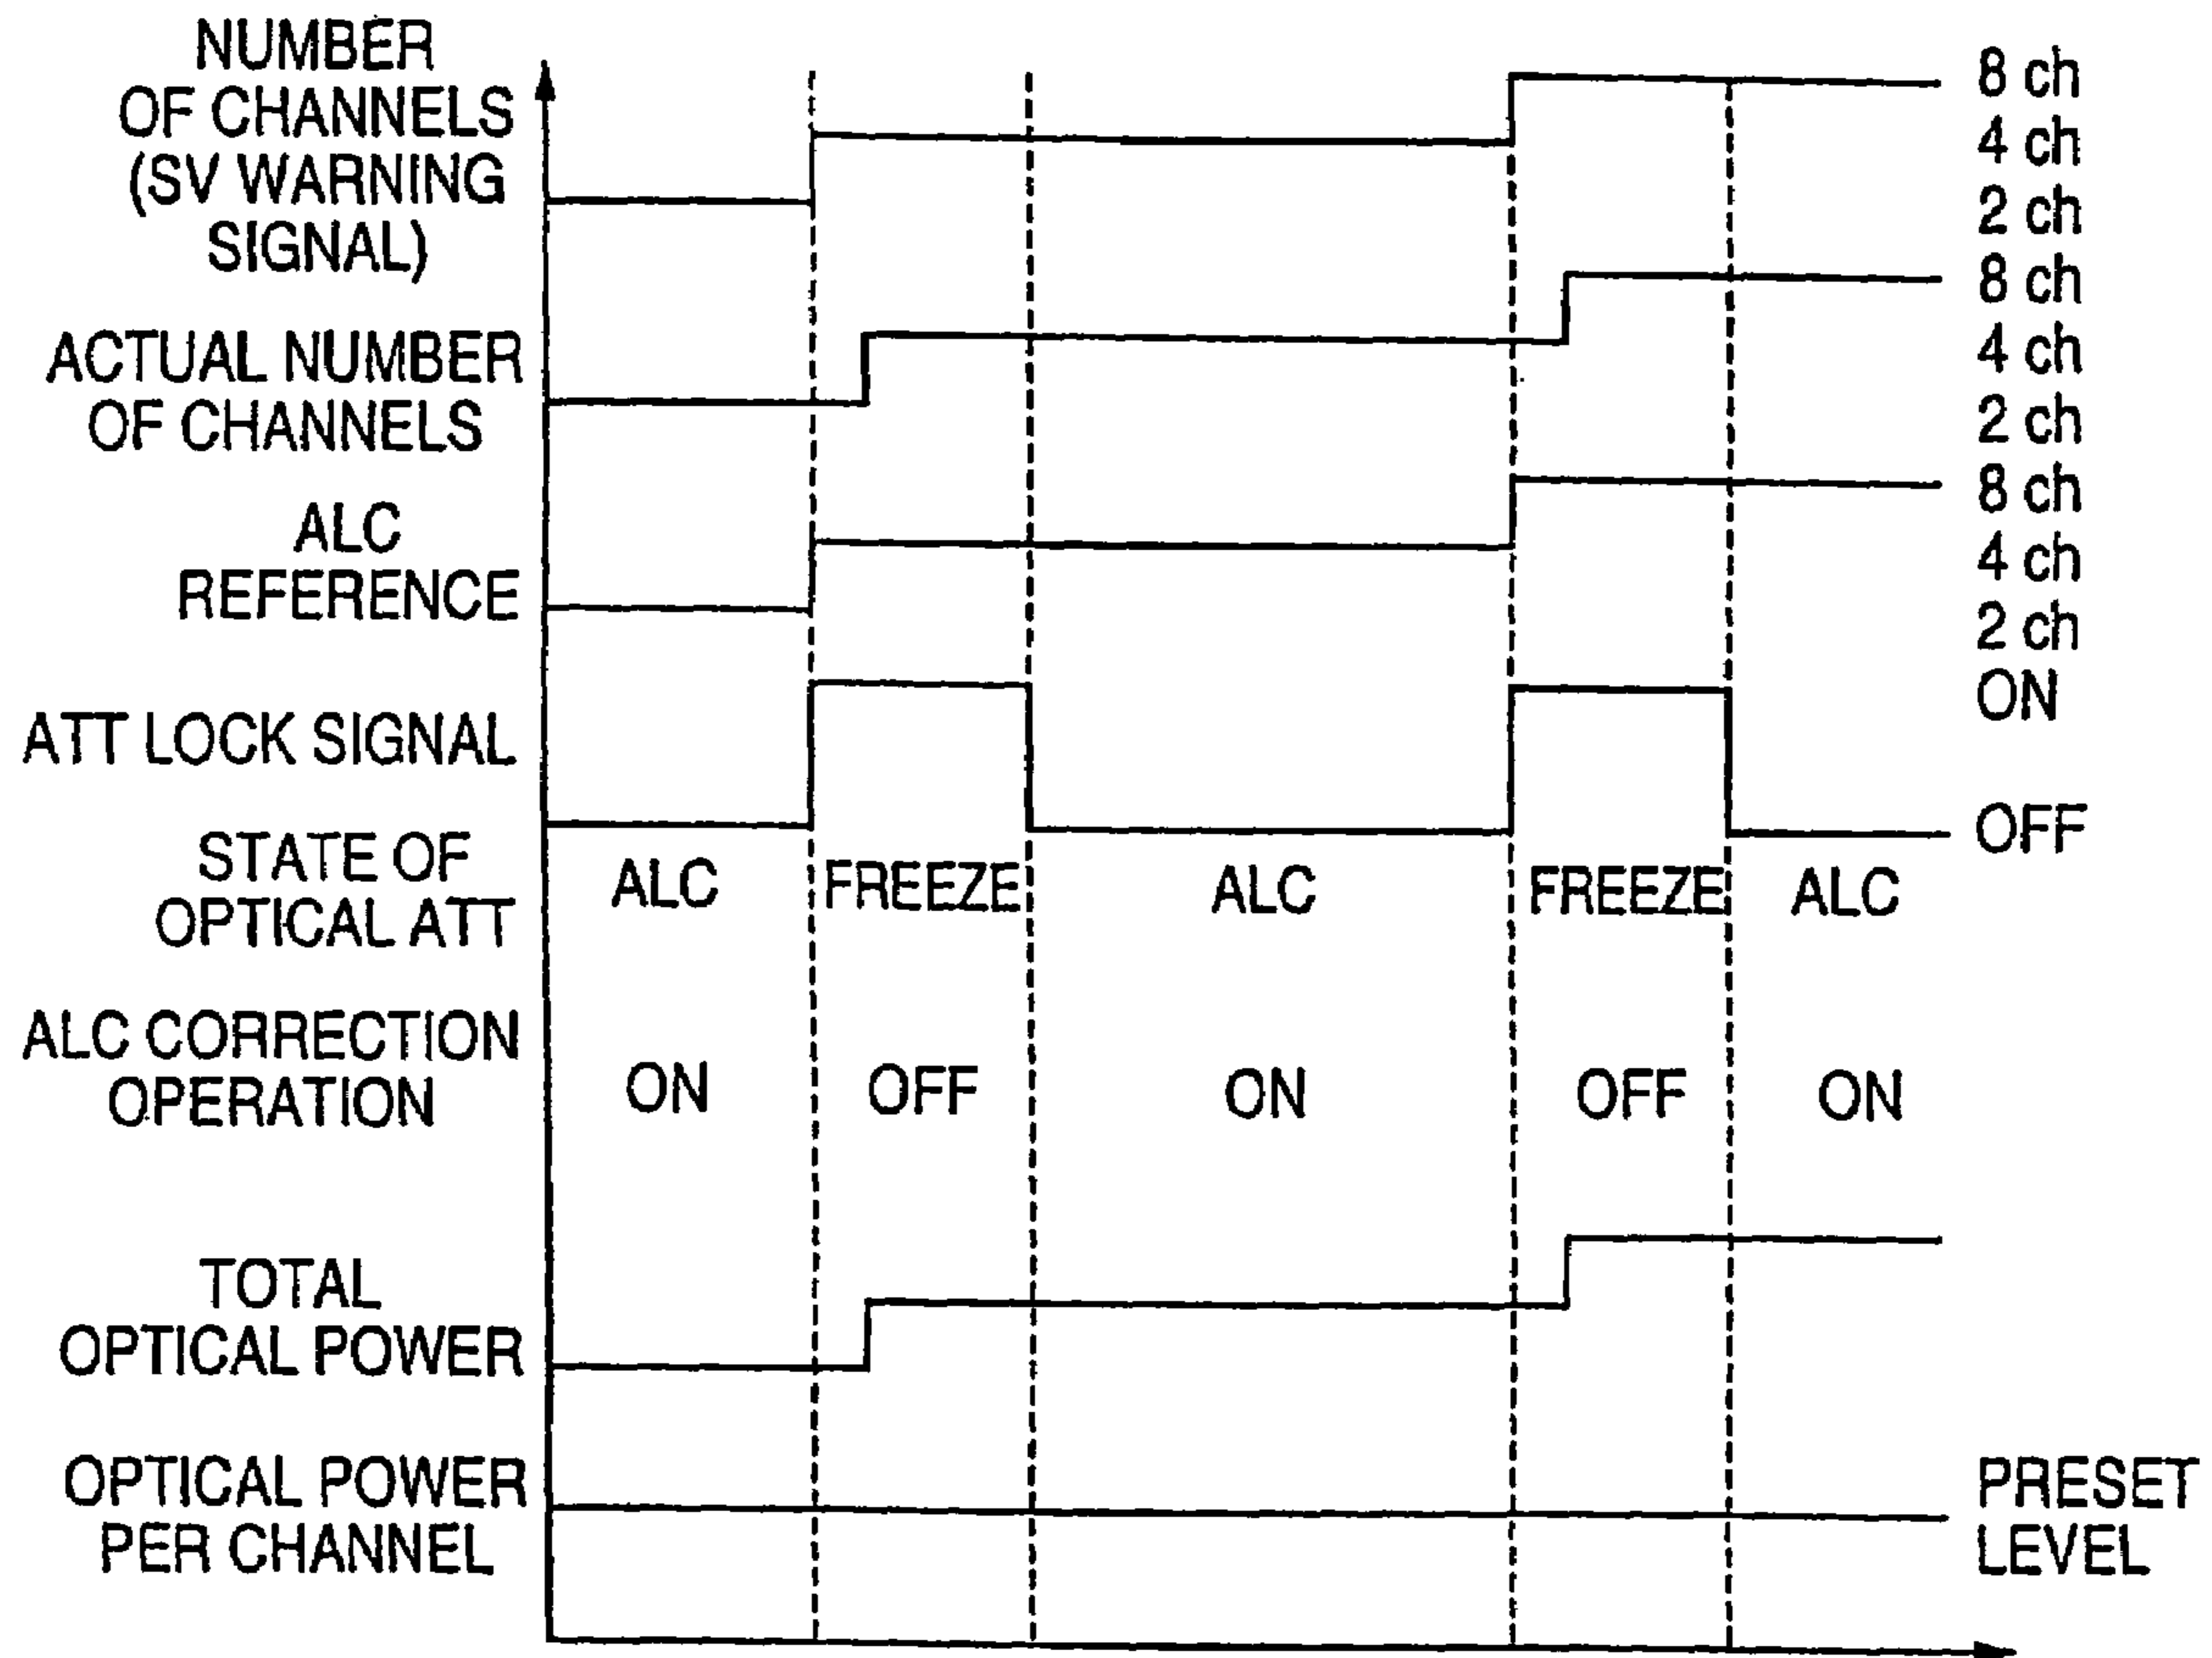 NUMBER
OF CHANNELS
(SV WARNING
SIGNAL)
8 ch
4 ch
2 ch
ACTUAL NUMBER
OF CHANNELS
8 ch
4 ch
2 ch
ALC
REFERENCE
8 ch
4 ch
2 ch
ATT LOCK SIGNAL
ON
OFF
STATE OF
OPTICAL ATT
ALC
FREEZE
ALC
FREEZE
ALC
ALC CORRECTION
OPERATION
ON
OFF
ON
OFF
ON
TOTAL
OPTICAL POWER
OPTICAL POWER
PER CHANNEL
PRESET
LEVEL